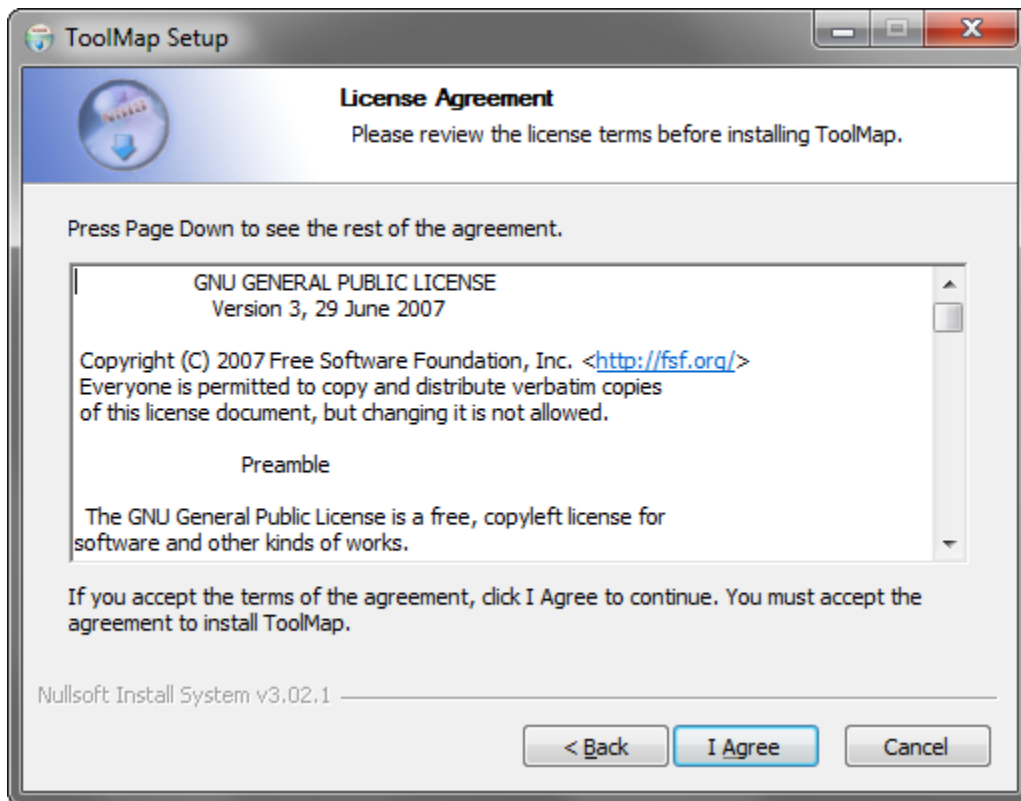 ToolMap Setup
License Agreement
Please review the license terms before installing ToolMap.
Press Page Down to see the rest of the agreement.
GNU GENERAL PUBLIC LICENSE
Version 3, 29 June 2007
Copyright (C) 2007 Free Software Foundation, Inc. <http://fsf.org/>
Everyone is permitted to copy and distribute verbatim copies
of this license document, but changing it is not allowed.
Preamble
The GNU General Public License is a free, copyleft license for
software and other kinds of works.
If you accept the terms of the agreement, click I Agree to continue. You must accept the
agreement to install ToolMap.
Nullsoft Install System v3.02.1
< Back I Agree Cancel